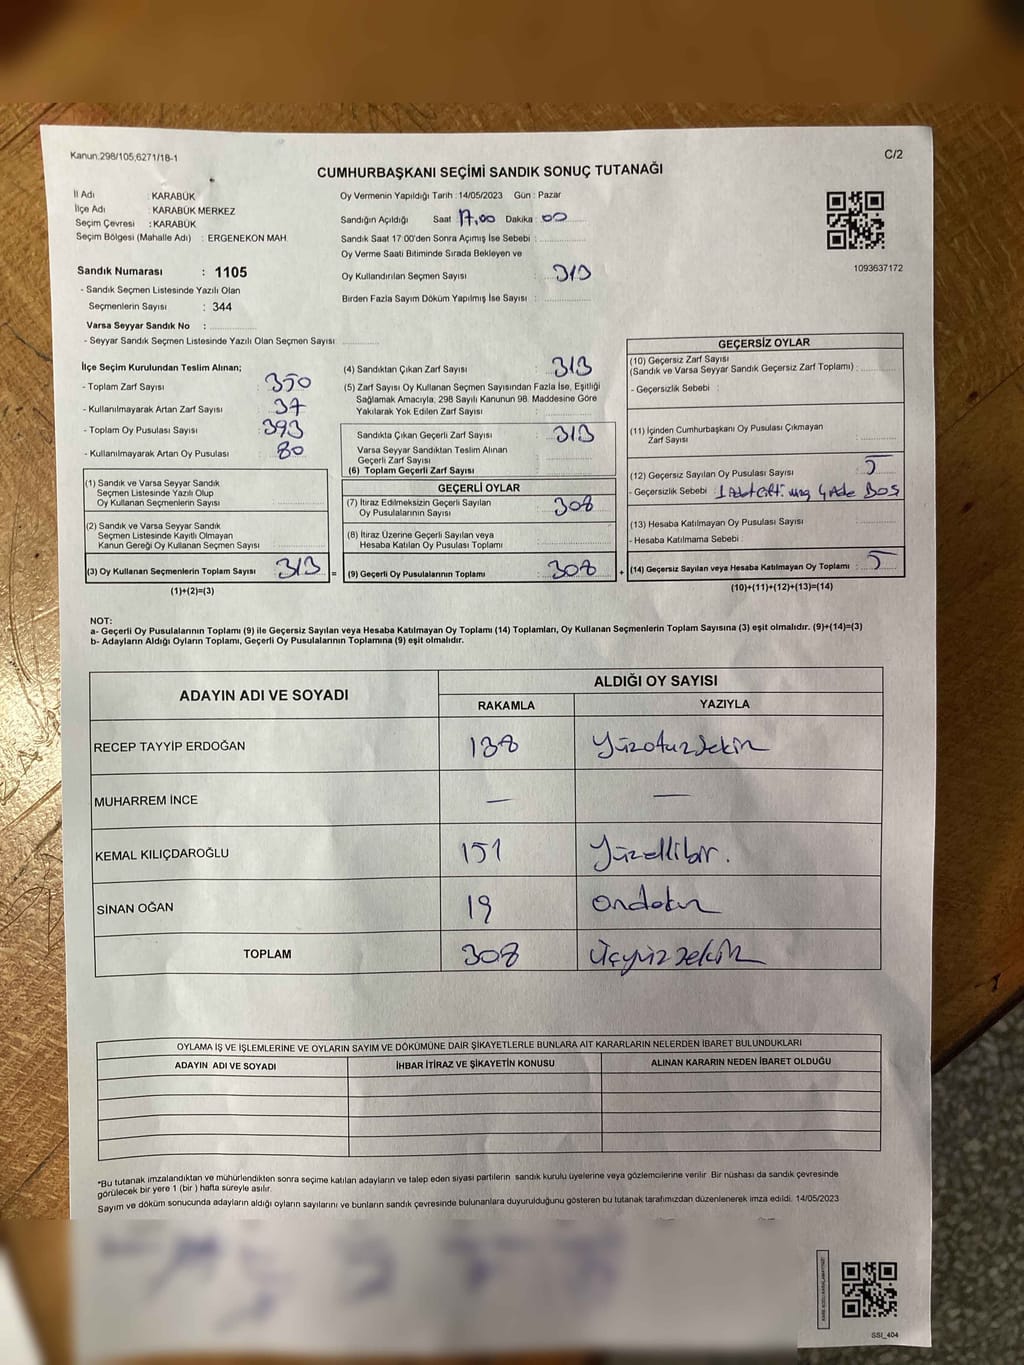 Kanun.298/105,6271/18-1
C/2
CUMHURBAŞKANI SEÇİMİ SANDIK SONUÇ TUTANAĞI
İl Adı : KARABÜK
İlçe Adı : KARABÜK MERKEZ
Seçim Çevresi : KARABÜK
Seçim Bölgesi (Mahalle Adı) : ERGENEKON MAH.
Sandık Numarası : 1105
- Sandık Seçmen Listesinde Yazılı Olan
Seçmenlerin Sayısı : 344
Varsa Seyyar Sandık No :
- Seyyar Sandık Seçmen Listesinde Yazılı Olan Seçmen Sayısı
Oy Vermenin Yapıldığı Tarih : 14/05/2023 Gün : Pazar
Sandığın Açıldığı Saat 17,00 Dakika : 00
Sandık Saat 17:00'den Sonra Açımış İse Sebebi :
Oy Verme Saati Bitiminde Sırada Bekleyen ve
Oy Kullandırılan Seçmen Sayısı : 313
Birden Fazla Sayım Döküm Yapılmış İse Sayısı :
1093637172
İlçe Seçim Kurulundan Teslim Alınan;
- Toplam Zarf Sayısı : 350
- Kullanılmayarak Artan Zarf Sayısı : 37
- Toplam Oy Pusulası Sayısı : 393
- Kullanılmayarak Artan Oy Pusulası : 80
(1) Sandık ve Varsa Seyyar Sandık
Seçmen Listesinde Yazılı Olup
Oy Kullanan Seçmenlerin Sayısı
(2) Sandık ve Varsa Seyyar Sandık
Seçmen Listesinde Kayıtlı Olmayan
Kanun Gereği Oy Kullanan Seçmen Sayısı
(3) Oy Kullanan Seçmenlerin Toplam Sayısı : 313 =
(1)+(2)=(3)
(4) Sandıktan Çıkan Zarf Sayısı : 313
(5) Zarf Sayısı Oy Kullanan Seçmen Sayısından Fazla İse, Eşitliği
Sağlamak Amacıyla, 298 Sayılı Kanunun 98. Maddesine Göre
Yakılarak Yok Edilen Zarf Sayısı
Sandıkta Çıkan Geçerli Zarf Sayısı : 313
Varsa Seyyar Sandıktan Teslim Alınan
Geçerli Zarf Sayısı
(6) Toplam Geçerli Zarf Sayısı
GEÇERLİ OYLAR
(7) İtiraz Edilmeksizin Geçerli Sayılan
Oy Pusulalarının Sayısı : 308
(8) İtiraz Üzerine Geçerli Sayılan veya
Hesaba Katılan Oy Pusulası Toplamı
(9) Geçerli Oy Pusulalarının Toplamı : 308 +
GEÇERSİZ OYLAR
(10) Geçersiz Zarf Sayısı
(Sandık ve Varsa Seyyar Sandık Geçersiz Zarf Toplamı) :
- Geçersizlik Sebebi :
(11) İçinden Cumhurbaşkanı Oy Pusulası Çıkmayan
Zarf Sayısı
(12) Geçersiz Sayılan Oy Pusulası Sayısı : 5
- Geçersizlik Sebebi : 1 Adet Çift 4 Ade Boş
(13) Hesaba Katılmayan Oy Pusulası Sayısı
- Hesaba Katılmama Sebebi
(14) Geçersiz Sayılan veya Hesaba Katılmayan Oy Toplamı : 5
(10)+(11)+(12)+(13)=(14)
NOT:
a- Geçerli Oy Pusulalarının Toplamı (9) ile Geçersiz Sayılan veya Hesaba Katılmayan Oy Toplamı (14) Toplamları, Oy Kullanan Seçmenlerin Toplam Sayısına (3) eşit olmalıdır. (9)+(14)=(3)
b- Adayların Aldığı Oyların Toplamı, Geçerli Oy Pusulalarının Toplamına (9) eşit olmalıdır.
ADAYIN ADI VE SOYADI
ALDIĞI OY SAYISI
RAKAMLA YAZIYLA
RECEP TAYYİP ERDOĞAN 138 Yüzotuzsekiz
MUHARREM İNCE — —
KEMAL KILIÇDAROĞLU 151 Yüzellibir.
SİNAN OĞAN 19 Ondokuz
TOPLAM 308 Üçyüzsekiz
OYLAMA İŞ VE İŞLEMLERİNE VE OYLARIN SAYIM VE DÖKÜMÜNE DAİR ŞİKAYETLERLE BUNLARA AİT KARARLARIN NELERDEN İBARET BULUNDUKLARI
ADAYIN ADI VE SOYADI İHBAR İTİRAZ VE ŞİKAYETİN KONUSU ALINAN KARARIN NEDEN İBARET OLDUĞU
*Bu tutanak imzalandıktan ve mühürlendikten sonra seçime katılan adayların ve talep eden siyasi partilerin sandık kurulu üyelerine veya gözlemcilerine verilir. Bir nüshası da sandık çevresinde
görülecek bir yere 1 (bir) hafta süreyle asılır.
Sayım ve döküm sonucunda adayların aldığı oyların sayılarını ve bunların sandık çevresinde bulunanlara duyurulduğunu gösteren bu tutanak tarafımızdan düzenlenerek imza edildi. 14/05/2023
SSI_404